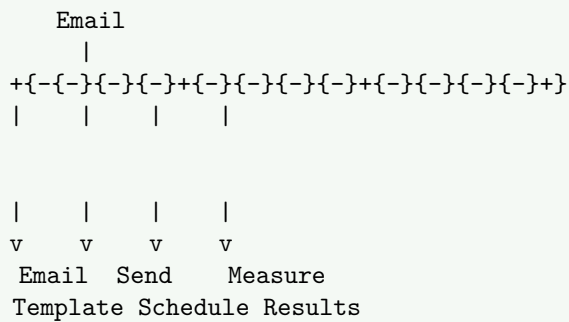 Email
|
+{-{-}{-}{-}+{-}{-}{-}{-}+{-}{-}{-}{-}+}
| | | |
| | | |
v v v v
Email Send Measure
Template Schedule Results